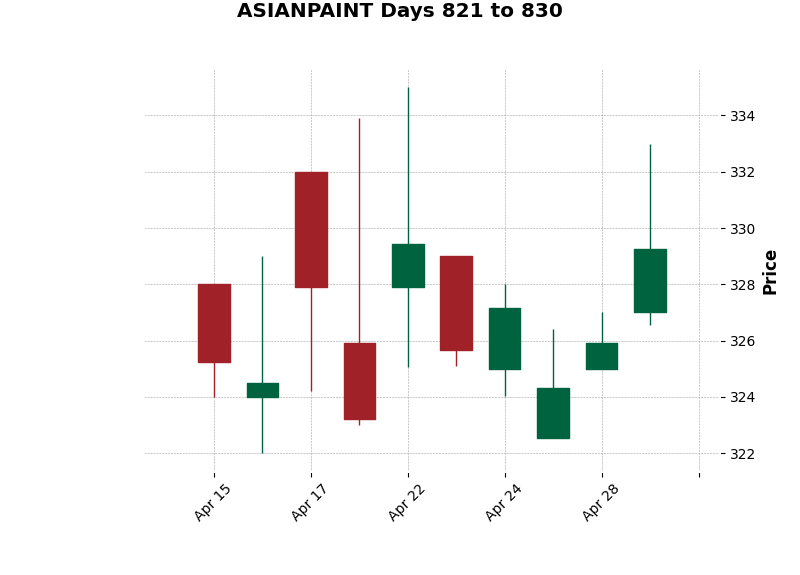 ASIANPAINT Days 821 to 830
334
332
330
328
326
324
322
Price
Apr 15
Apr 17
Apr 22
Apr 24
Apr 28